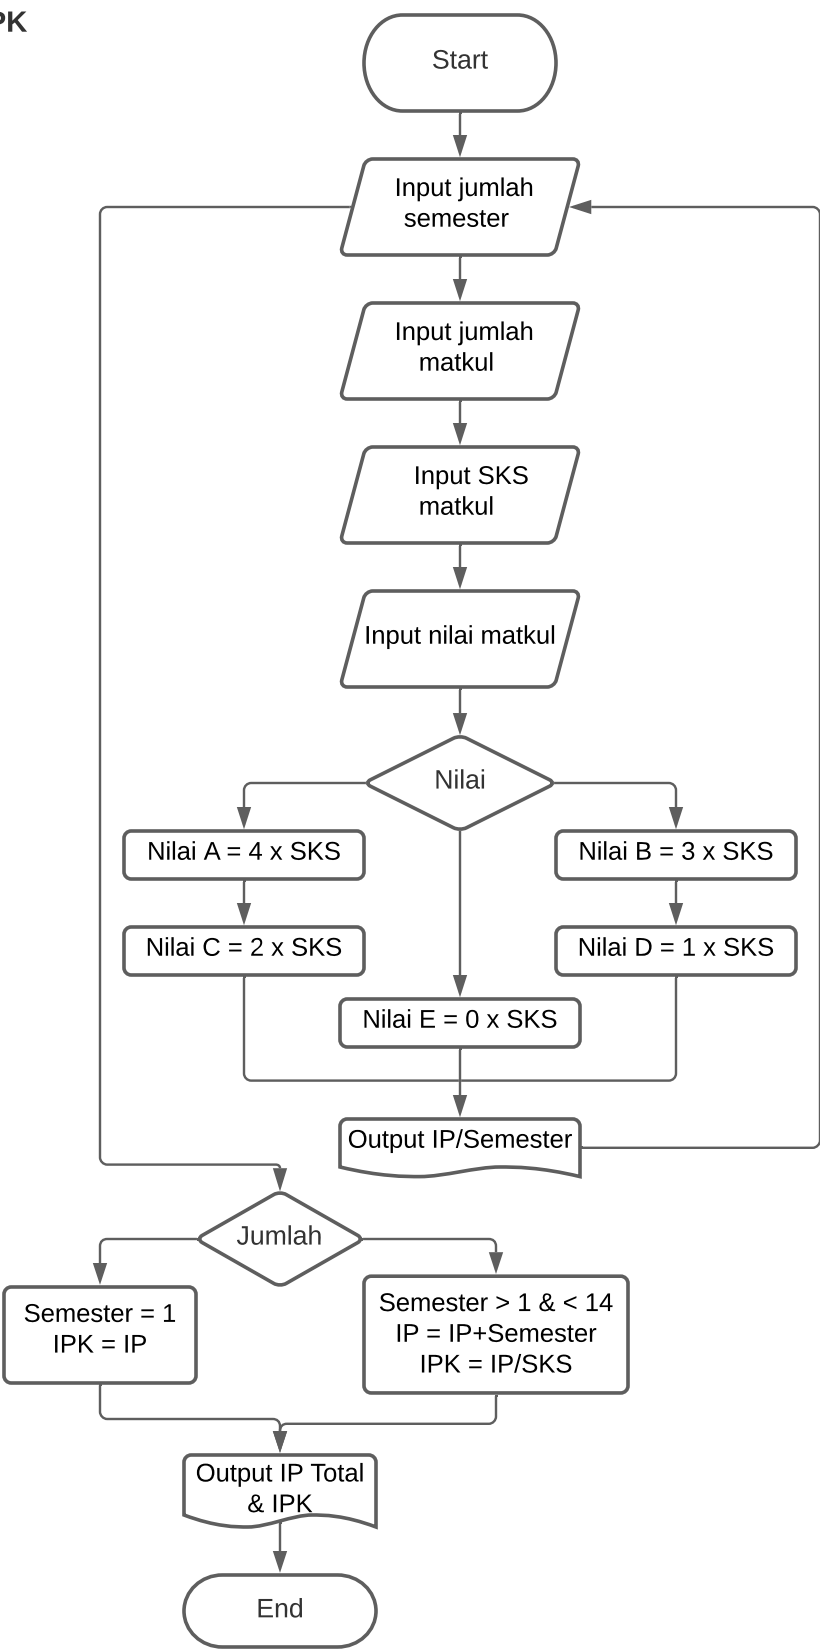 PK
Start
Input jumlah
semester
Input jumlah
matkul
Input SKS
matkul
Input nilai matkul
Nilai
Nilai A = 4 x SKS
Nilai B = 3 x SKS
Nilai C = 2 x SKS
Nilai D = 1 x SKS
Nilai E = 0 x SKS
Output IP/Semester
Jumlah
Semester = 1
IPK = IP
Semester > 1 & < 14
IP = IP+Semester
IPK = IP/SKS
Output IP Total
& IPK
End